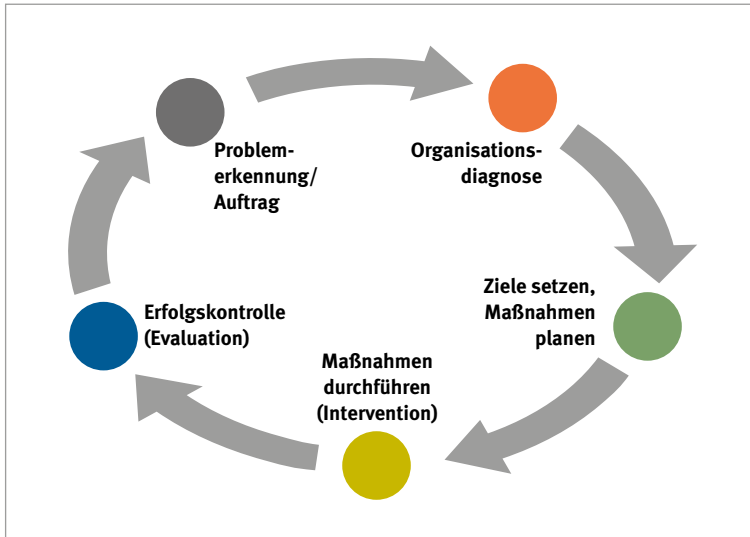 Problem-
erkennung/
Auftrag
Organisations-
diagnose
Ziele setzen,
Maßnahmen
planen
Maßnahmen
durchführen
(Intervention)
Erfolgskontrolle
(Evaluation)